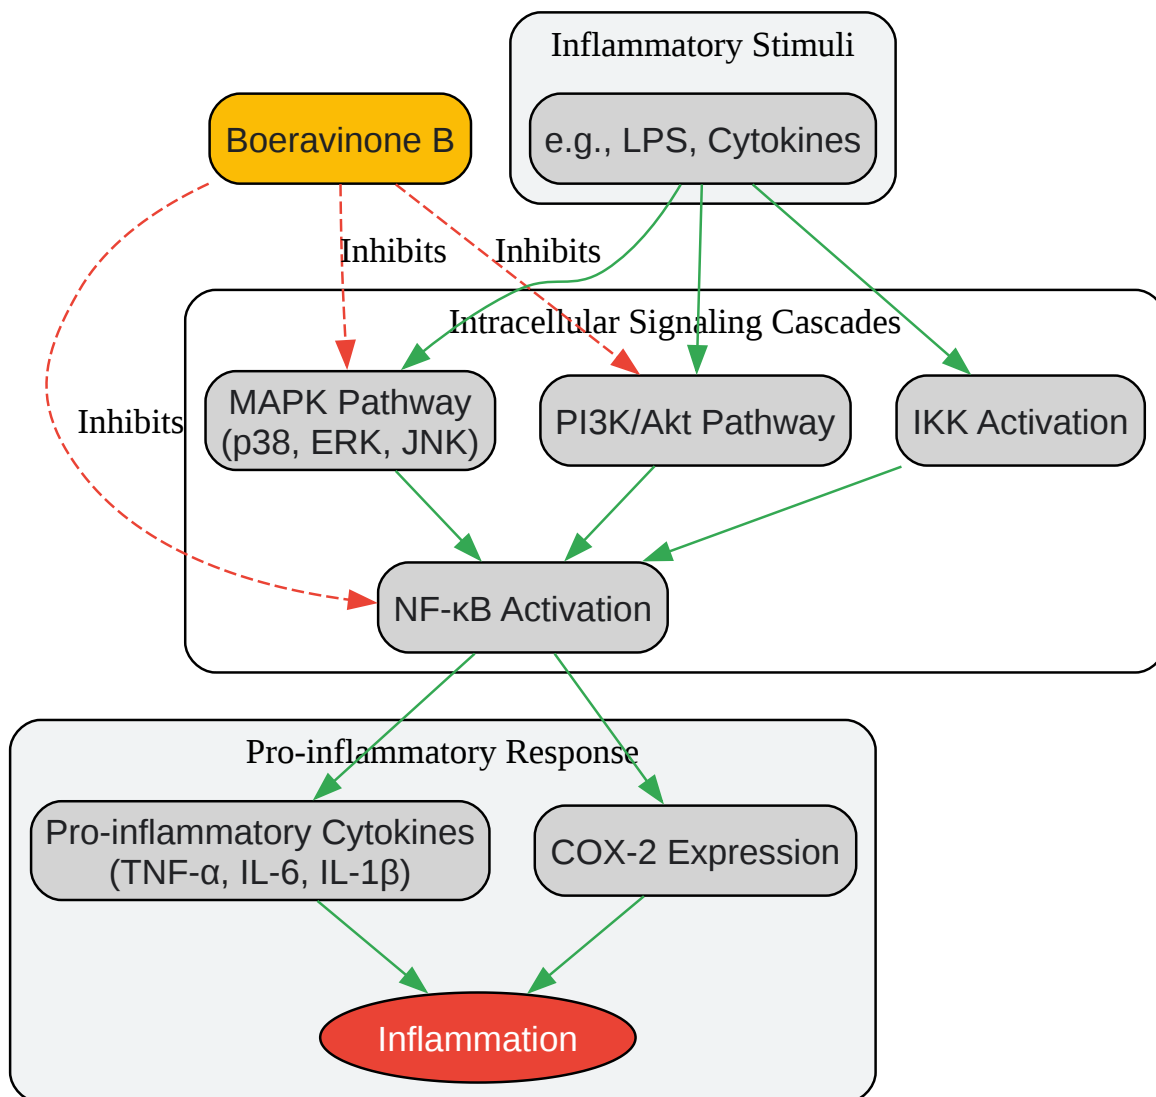 Inflammatory Stimuli
Boeravinone B
e.g., LPS, Cytokines
Inhibits
Inhibits
Intracellular Signaling Cascades
MAPK Pathway
(p38, ERK, JNK)
PI3K/Akt Pathway
IKK Activation
Inhibits
NF-κB Activation
Pro-inflammatory Response
Pro-inflammatory Cytokines
(TNF-α, IL-6, IL-1β)
COX-2 Expression
Inflammation